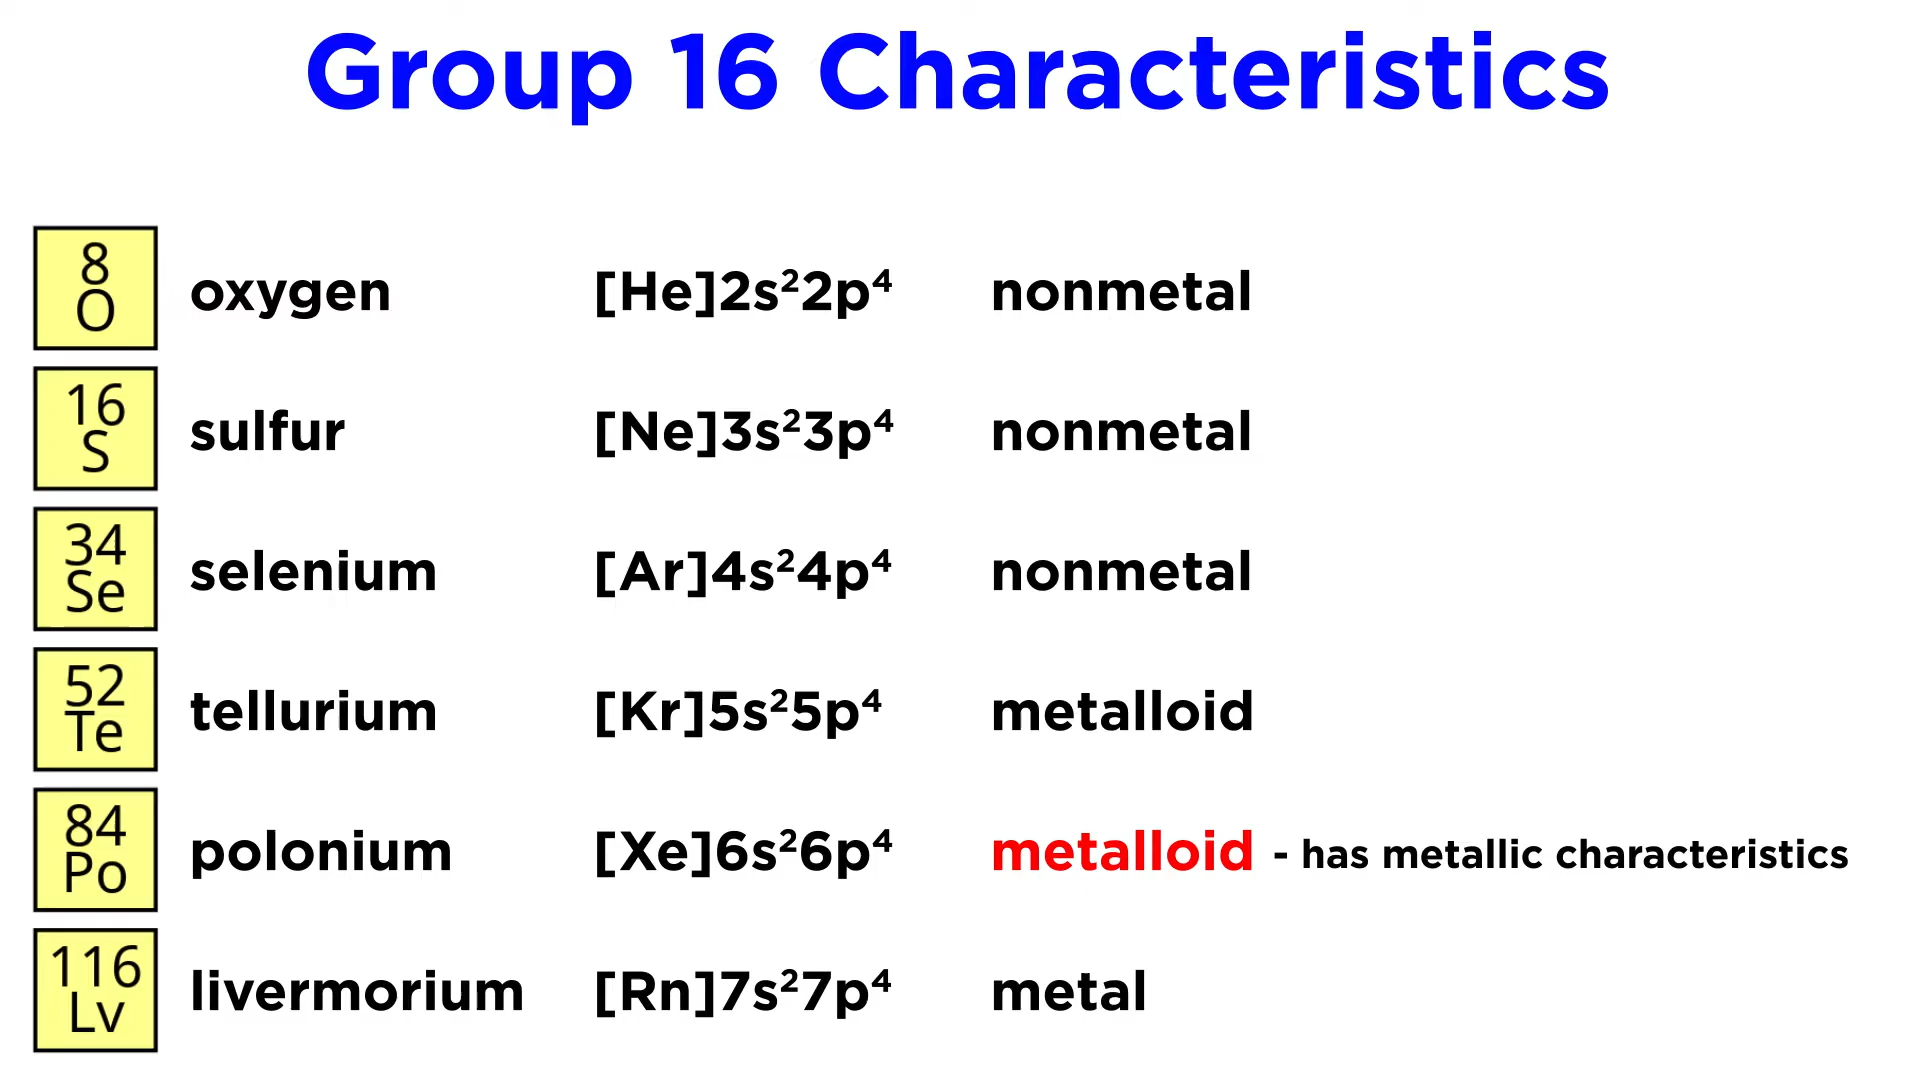 Group 16 Characteristics
8
O
oxygen [He]2s²2p⁴ nonmetal
16
S
sulfur [Ne]3s²3p⁴ nonmetal
34
Se
selenium [Ar]4s²4p⁴ nonmetal
52
Te
tellurium [Kr]5s²5p⁴ metalloid
84
Po
polonium [Xe]6s²6p⁴ metalloid - has metallic characteristics
116
Lv
livermorium [Rn]7s²7p⁴ metal